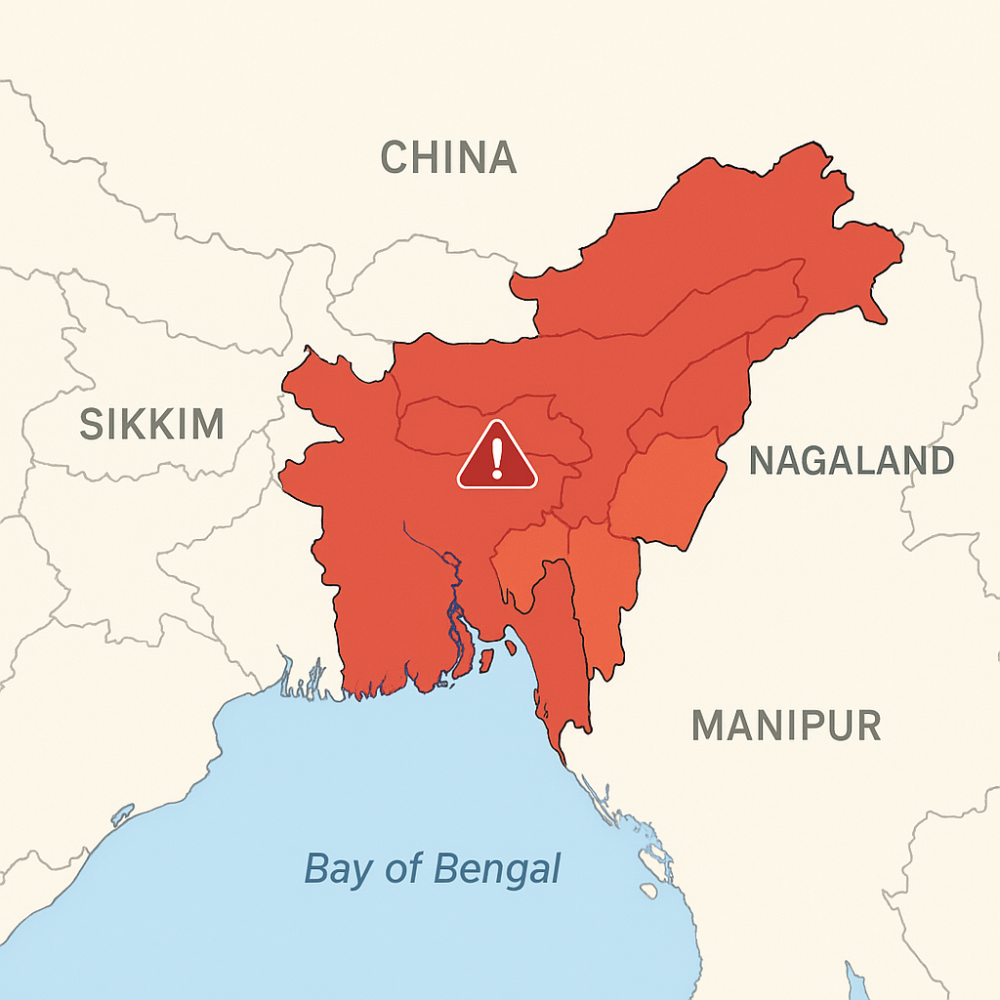 CHINA
SIKKIM
NAGALAND
MANIPUR
Bay of Bengal